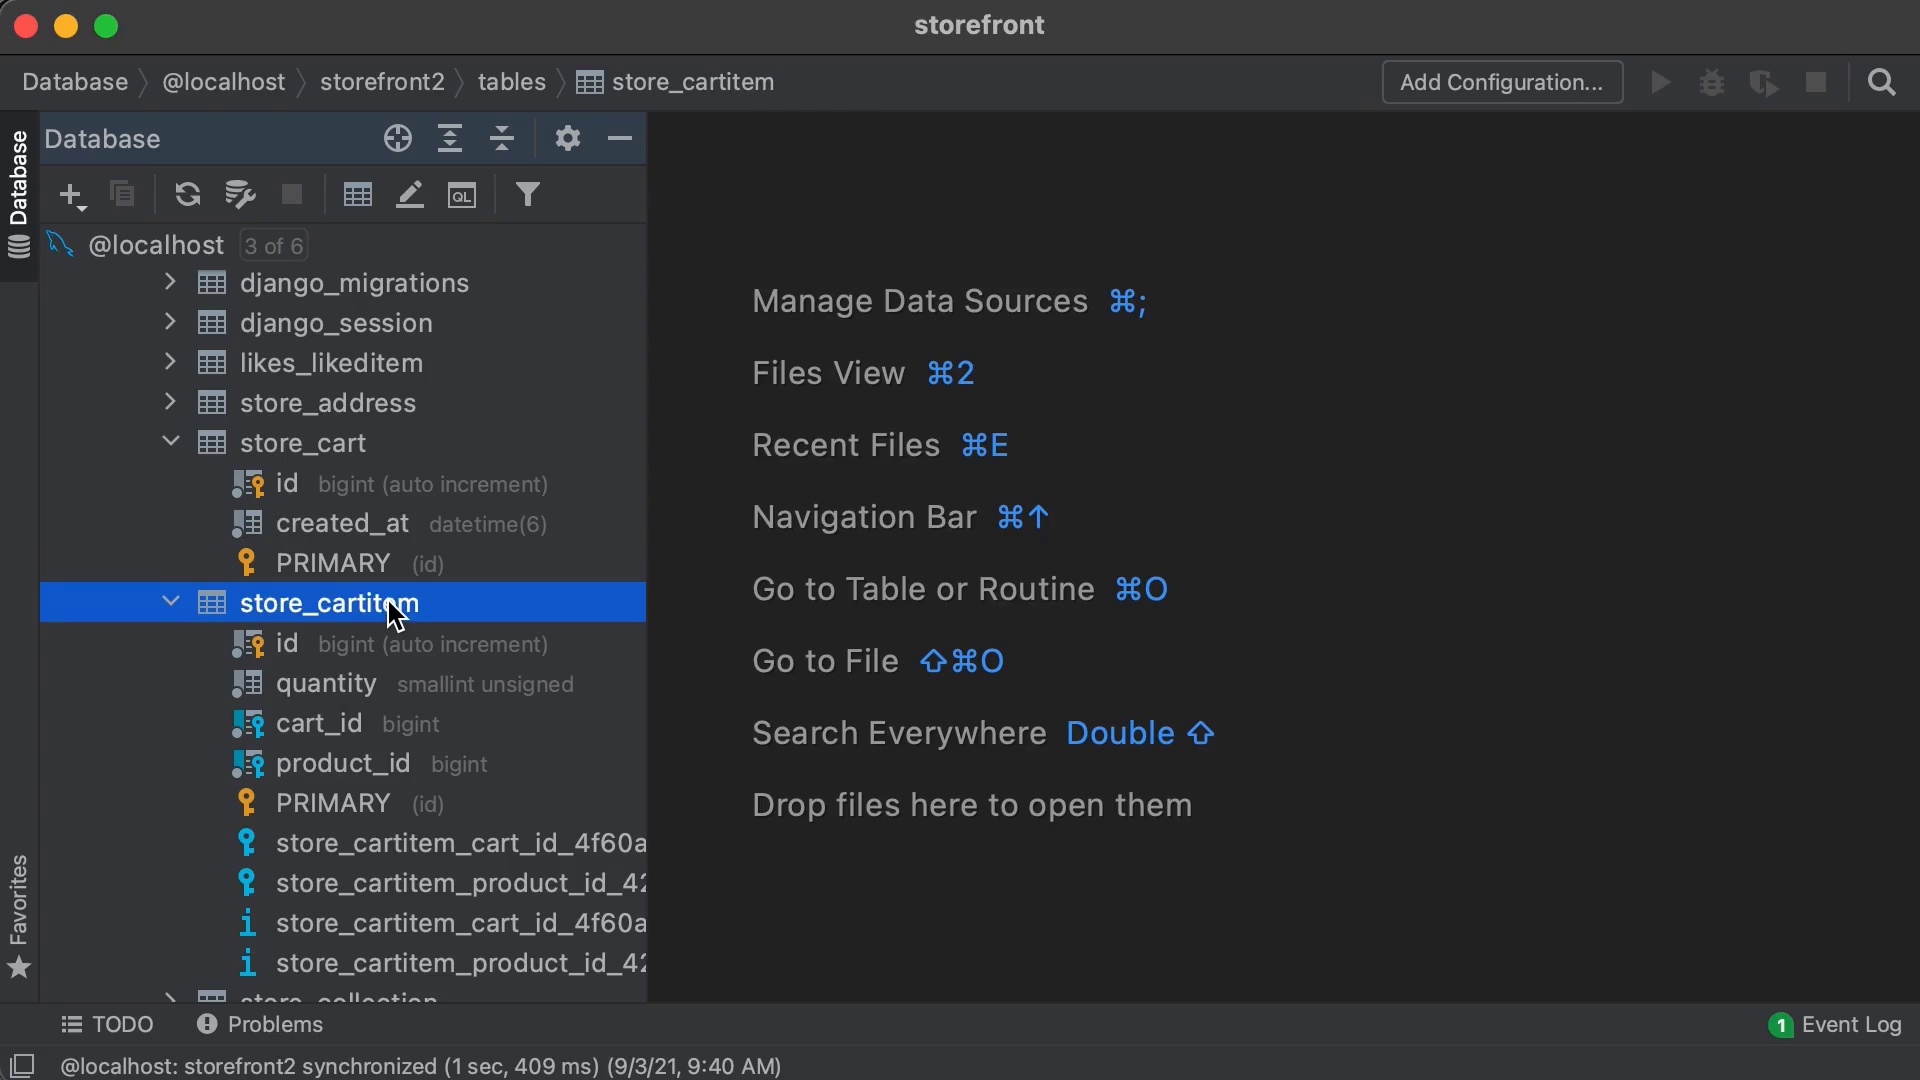 storefront
Database @localhost storefront2 tables store_cartitem Add Configuration...
Database
Database
QL
@localhost 3 of 6
django_migrations
django_session
likes_likeditem
store_address
store_cart
id bigint (auto increment)
created_at datetime(6)
PRIMARY (id)
store_cartitem
id bigint (auto increment)
quantity smallint unsigned
cart_id bigint
product_id bigint
PRIMARY (id)
store_cartitem_cart_id_4f60a
store_cartitem_product_id_42
store_cartitem_cart_id_4f60a
store_cartitem_product_id_42
store_collection
Manage Data Sources ⌘;
Files View ⌘2
Recent Files ⌘E
Navigation Bar ⌘↑
Go to Table or Routine ⌘O
Go to File ⇧⌘O
Search Everywhere Double ⇧
Drop files here to open them
Favorites
TODO Problems 1 Event Log
@localhost: storefront2 synchronized (1 sec, 409 ms) (9/3/21, 9:40 AM)